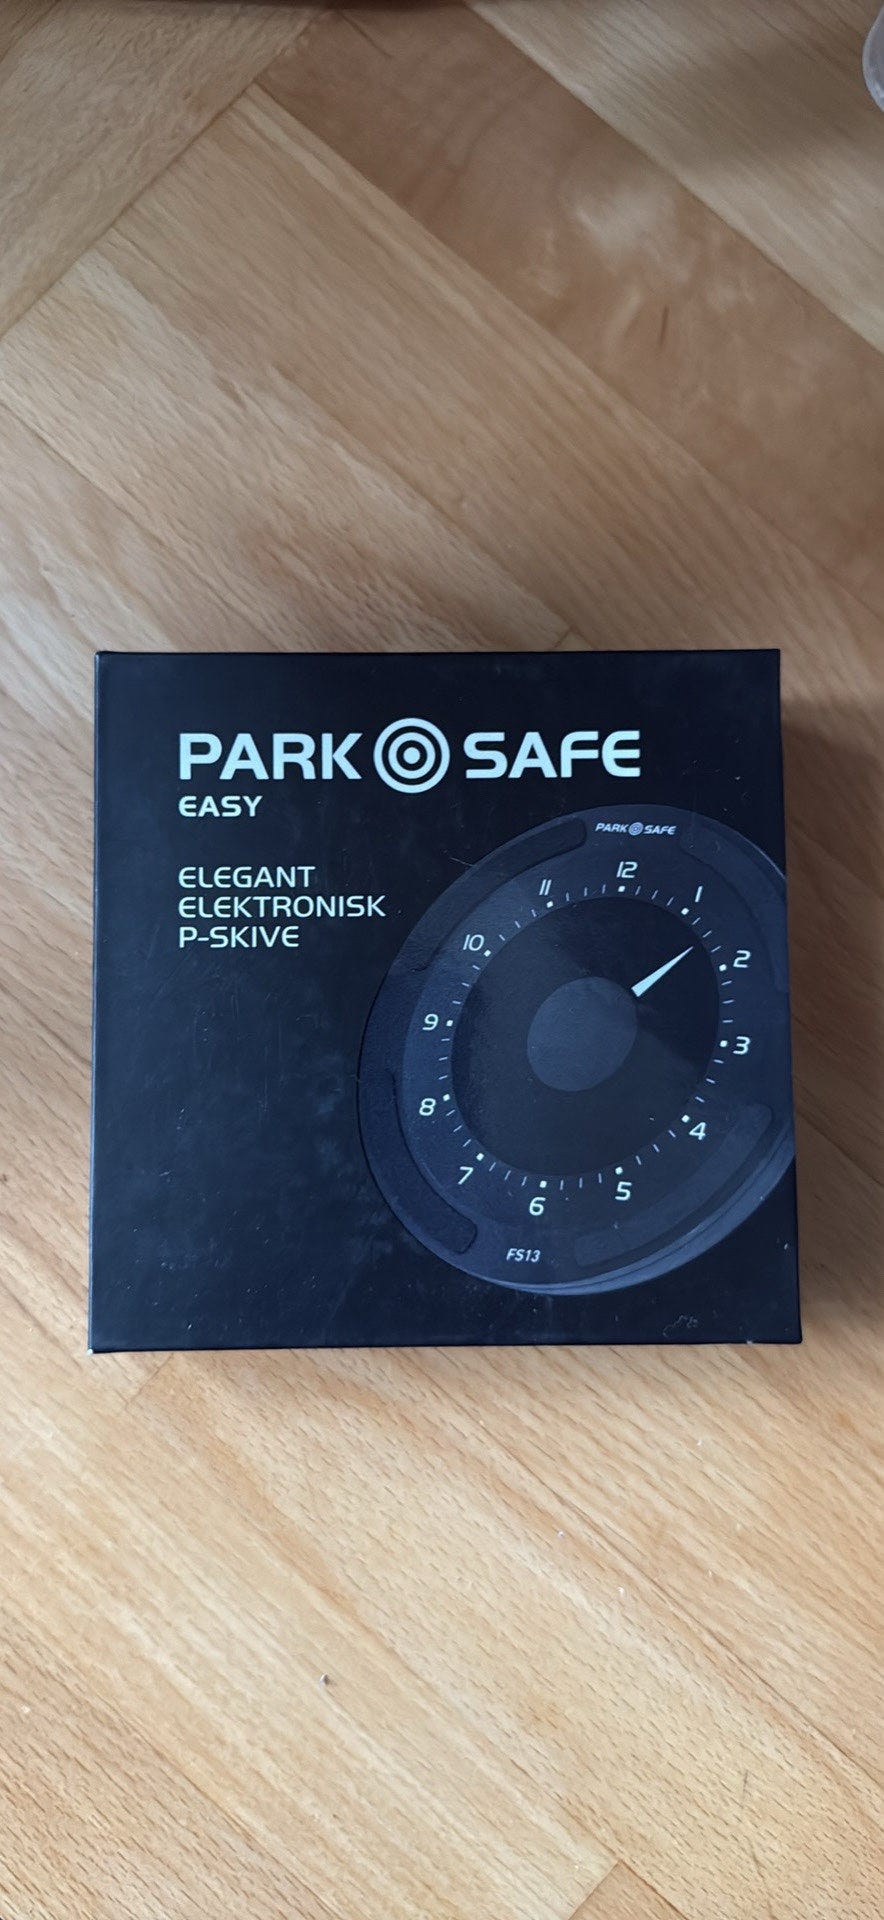 PARK SAFE
EASY
ELEGANT
ELEKTRONISK
P-SKIVE
PARK SAFE
12
1
2
3
4
5
6
7
8
9
10
11
FS13